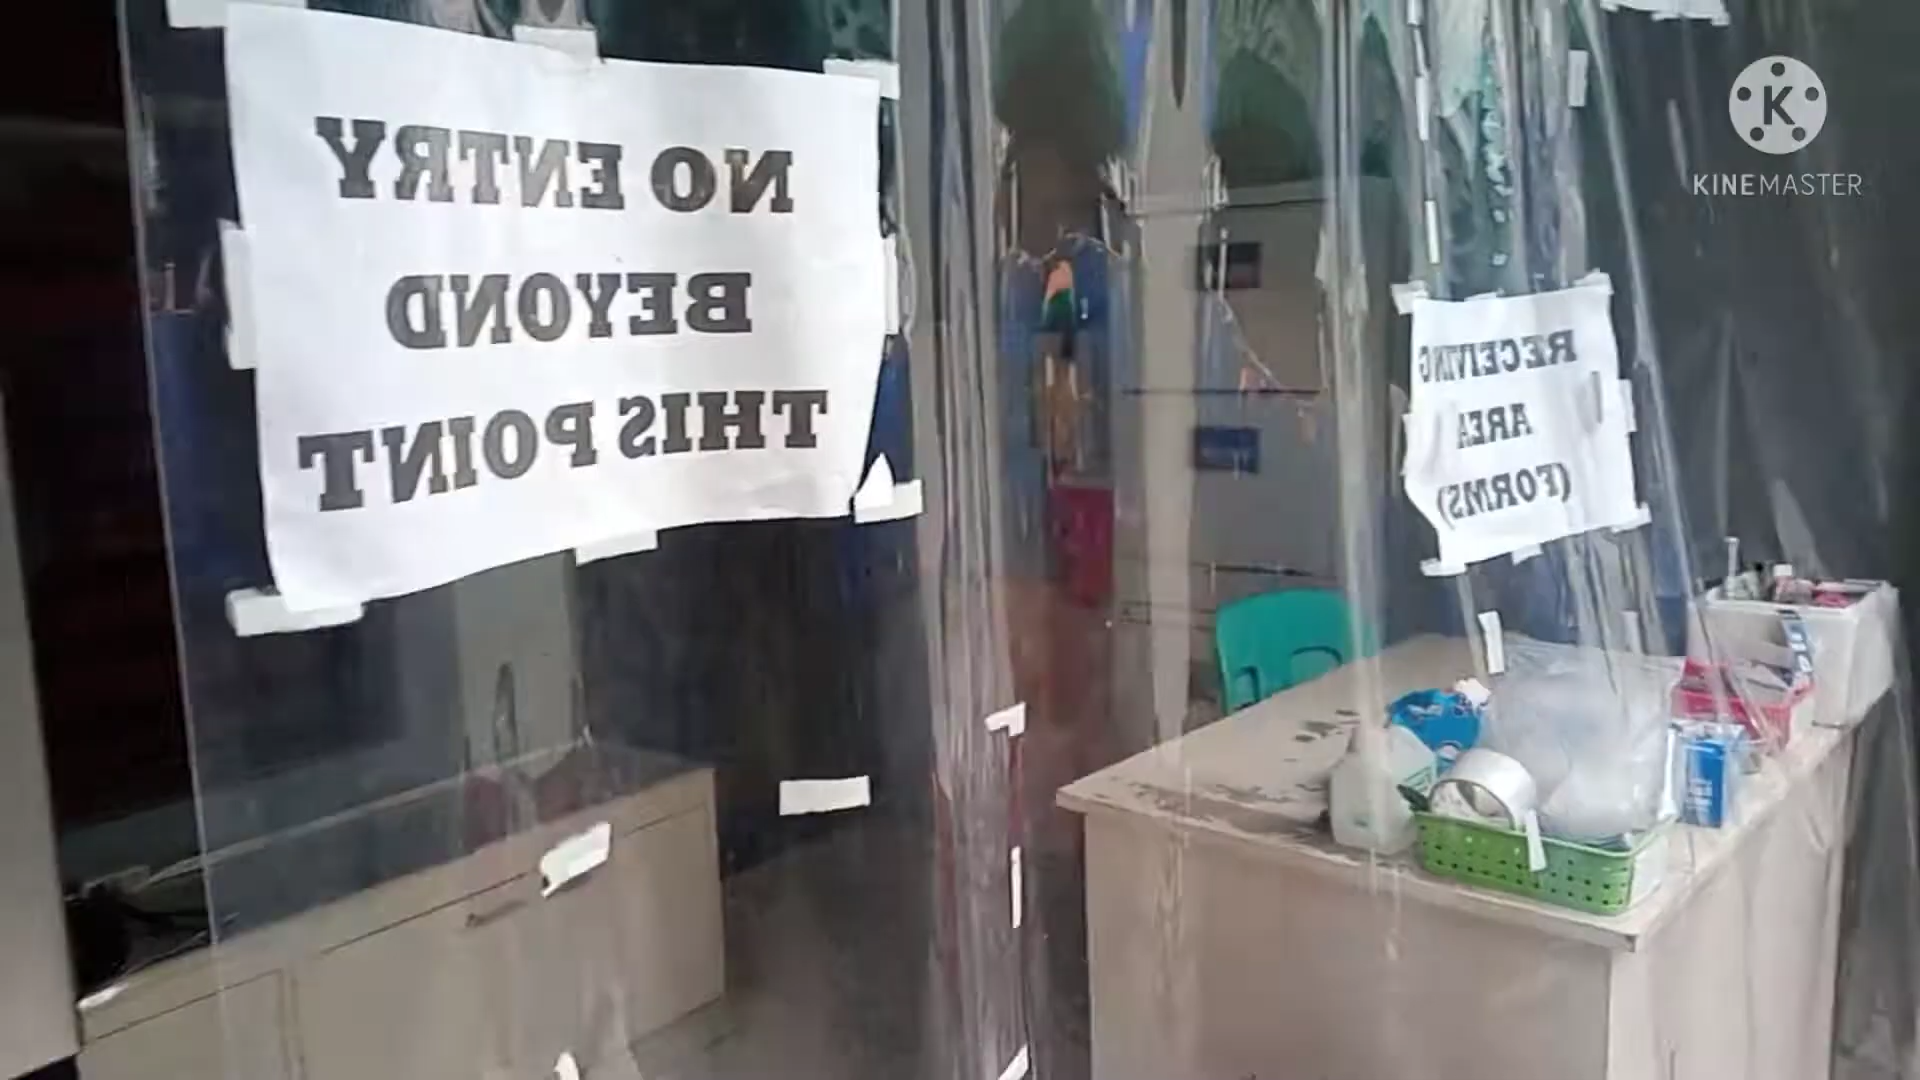 NO ENTRY
BEYOND
THIS POINT
RECEIVING
AREA
(FORMS)
K
KINEMASTER